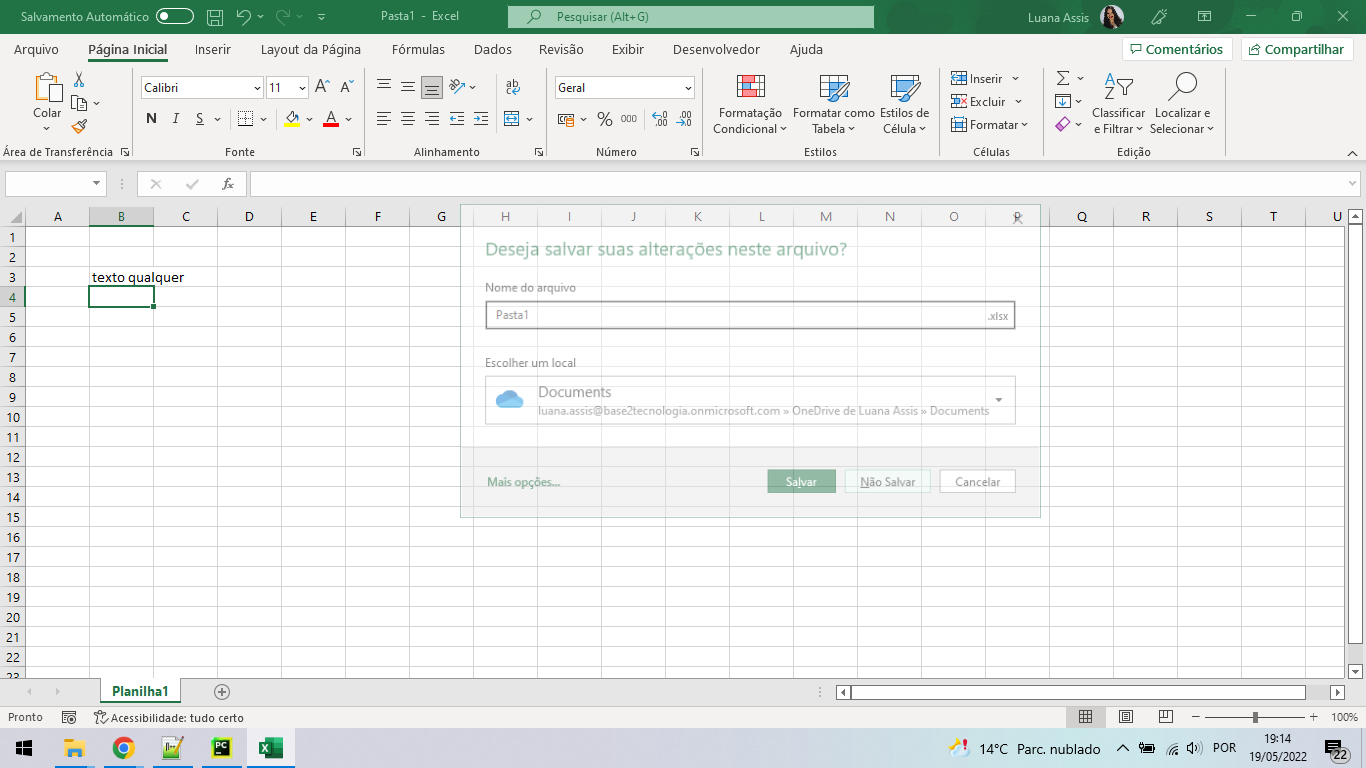 Salvamento Automático
Pasta1 - Excel
Pesquisar (Alt+G)
Luana Assis
Arquivo Página Inicial Inserir Layout da Página Fórmulas Dados Revisão Exibir Desenvolvedor Ajuda
Comentários Compartilhar
Colar
Área de Transferência
Calibri 11
N I S A A A
Fonte
ab
Alinhamento
Geral
% 000 ,00 ,00
Número
Formatação Condicional
Formatar como Tabela
Estilos de Célula
Estilos
Inserir
Excluir
Formatar
Células
Classificar e Filtrar
Localizar e Selecionar
Edição
fx
A B C D E F G H I J K L M N O P Q R S T U
1
2
3 texto qualquer
4
5
6
7
8
9
10
11
12
13
14
15
16
17
18
19
20
21
22
23
Deseja salvar suas alterações neste arquivo?
Nome do arquivo
Pasta1 .xlsx
Escolher um local
Documents
luana.assis@base2tecnologia.onmicrosoft.com » OneDrive de Luana Assis » Documents
Mais opções... Salvar Não Salvar Cancelar
Planilha1
Pronto Acessibilidade: tudo certo 100%
PC
14°C Parc. nublado POR 19:14
19/05/2022
22